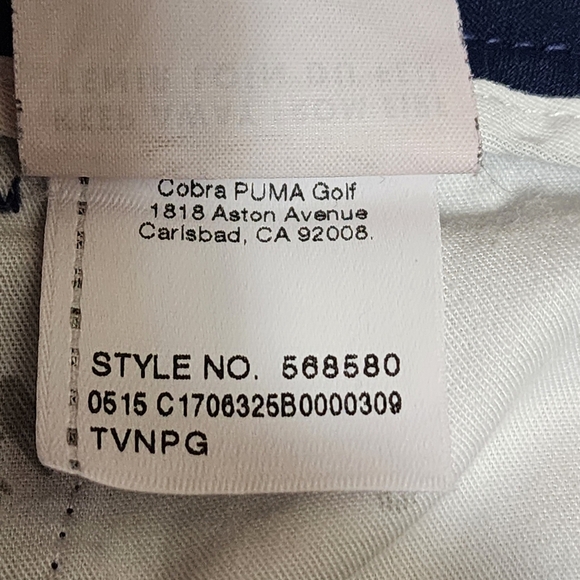 Cobra PUMA Golf
1818 Aston Avenue
Carlsbad, CA 92008.
STYLE NO. 568580
0515 C1706325B0000309
TVNPG